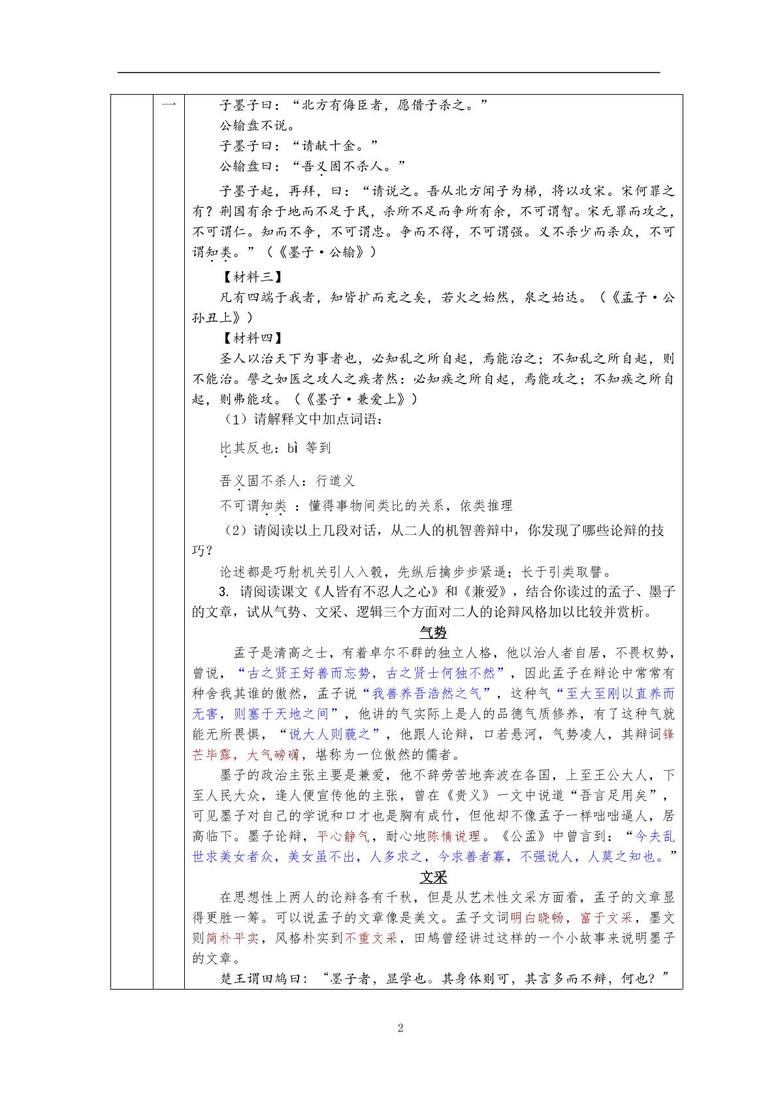 一
子墨子曰：“北方有侮臣者，愿借子杀之。”
公输盘不说。
子墨子曰：“请献十金。”
公输盘曰：“吾义固不杀人。”
子墨子起，再拜，曰：“请说之。吾从北方闻子为梯，将以攻宋。宋何罪之
有？荆国有余于地而不足于民，杀所不足而争所有余，不可谓智。宋无罪而攻之，
不可谓仁。知而不争，不可谓忠。争而不得，不可谓强。义不杀少而杀众，不可
谓知类。”（《墨子·公输》）
【材料三】
凡有四端于我者，知皆扩而充之矣，若火之始然，泉之始达。（《孟子·公
孙丑上》）
【材料四】
圣人以治天下为事者也，必知乱之所自起，焉能治之；不知乱之所自起，则
不能治。譬之如医之攻人之疾者然：必知疾之所自起，焉能攻之；不知疾之所自
起，则弗能攻。（《墨子·兼爱上》）
（1）请解释文中加点词语：
比其反也：bì 等到
吾义固不杀人：行道义
不可谓知类 ：懂得事物间类比的关系，依类推理
（2）请阅读以上几段对话，从二人的机智善辩中，你发现了哪些论辩的技
巧？
论述都是巧射机关引人入彀，先纵后擒步步紧逼；长于引类取譬。
3. 请阅读课文《人皆有不忍人之心》和《兼爱》，结合你读过的孟子、墨子
的文章，试从气势、文采、逻辑三个方面对二人的论辩风格加以比较并赏析。
气势
孟子是清高之士，有着卓尔不群的独立人格，他以治人者自居，不畏权势，
曾说，“古之贤王好善而忘势，古之贤士何独不然”，因此孟子在辩论中常常有
种舍我其谁的傲然，孟子说“我善养吾浩然之气”，这种气“至大至刚以直养而
无害，则塞于天地之间”，他讲的气实际上是人的品德气质修养，有了这种气就
能无所畏惧，“说大人则藐之”，他跟人论辩，口若悬河，气势凌人，其辩词锋
芒毕露，大气磅礴，堪称为一位傲然的儒者。
墨子的政治主张主要是兼爱，他不辞劳苦地奔波在各国，上至王公大人，下
至人民大众，逢人便宣传他的主张，曾在《贵义》一文中说道“吾言足用矣”，
可见墨子对自己的学说和口才也是胸有成竹，但他却不像孟子一样咄咄逼人，居
高临下。墨子论辩，平心静气，耐心地陈情说理。《公孟》中曾言到：“今夫乱
世求美女者众，美女虽不出，人多求之，今求善者寡，不强说人，人莫之知也。”
文采
在思想性上两人的论辩各有千秋，但是从艺术性文采方面看，孟子的文章显
得更胜一筹。可以说孟子的文章像是美文。孟子文词明白晓畅，富于文采，墨文
则简朴平实，风格朴实到不重文采，田鸠曾经讲过这样的一个小故事来说明墨子
的文章。
楚王谓田鸠曰：“墨子者，显学也。其身体则可，其言多而不辩，何也？”
2